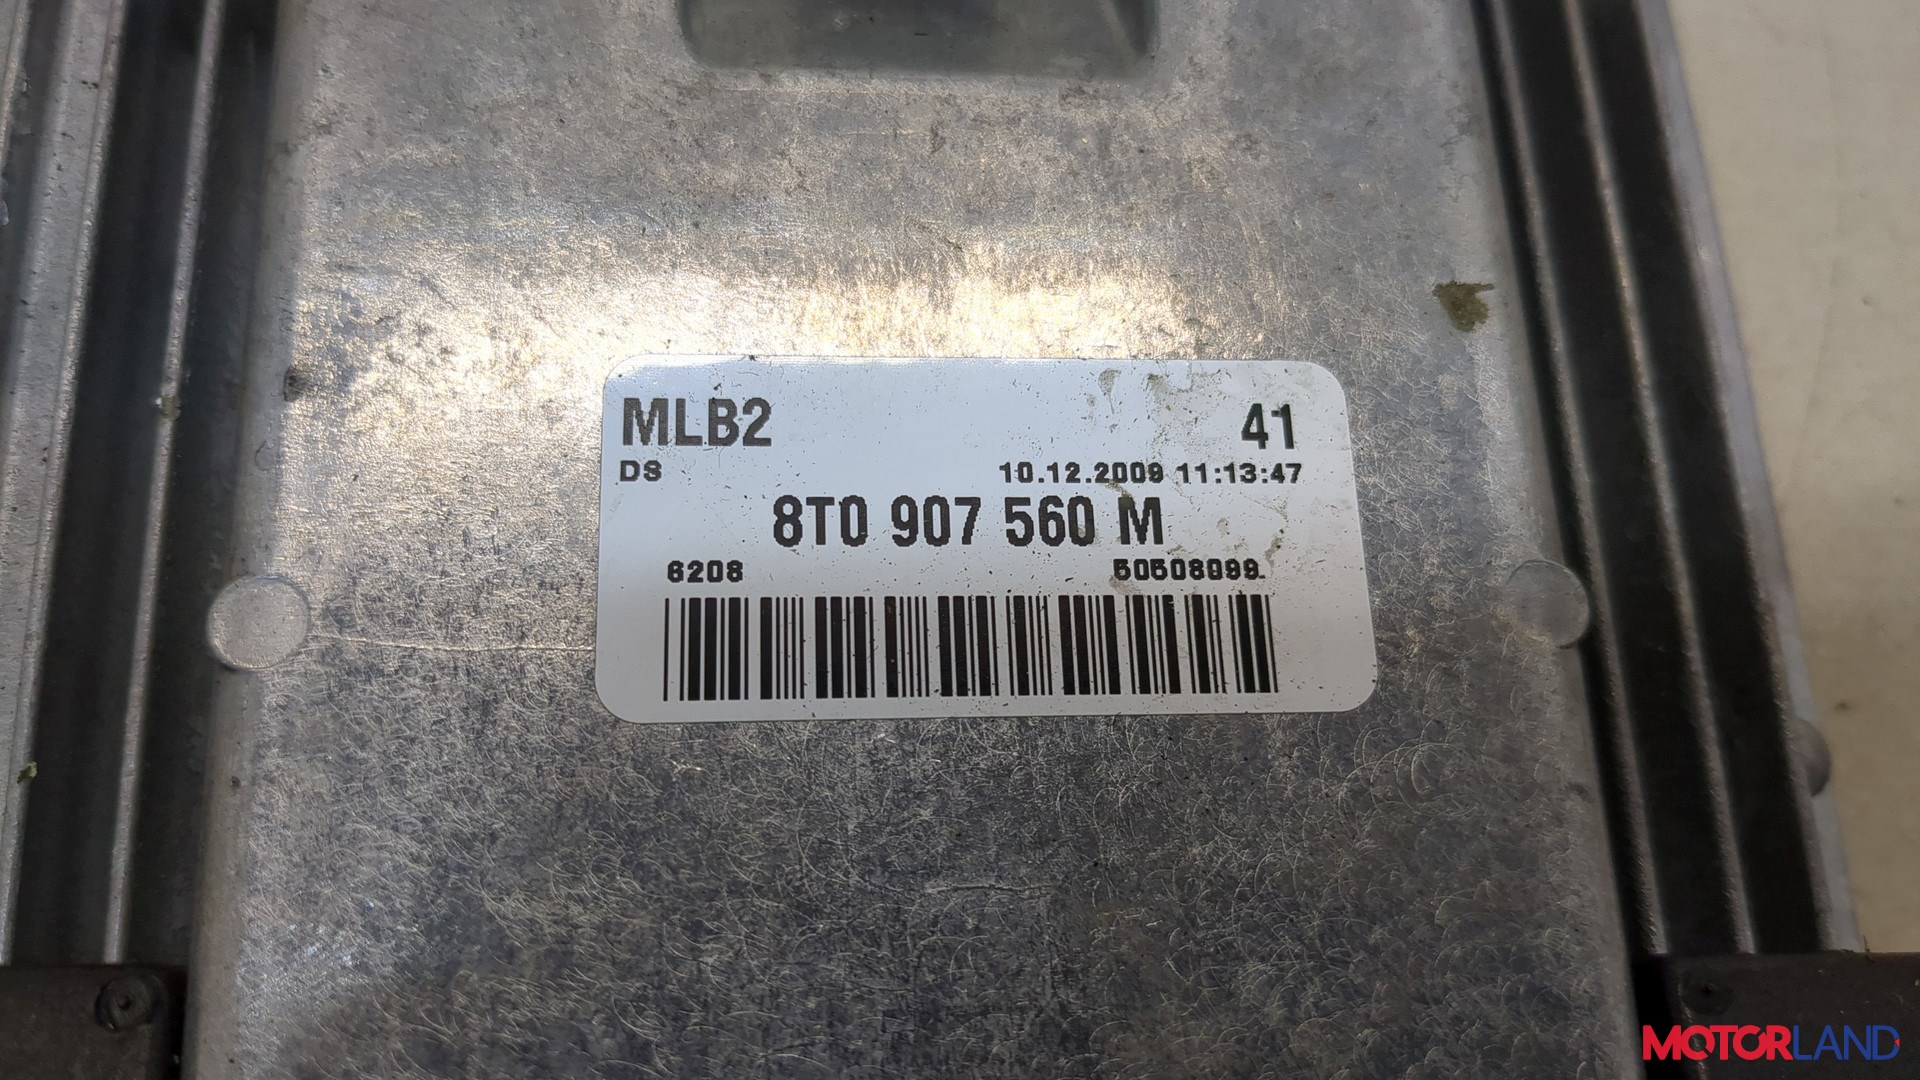 MLB2 41
DS 10.12.2009 11:13:47
8T0 907 560 M
6208 50508099
MOTORLAND